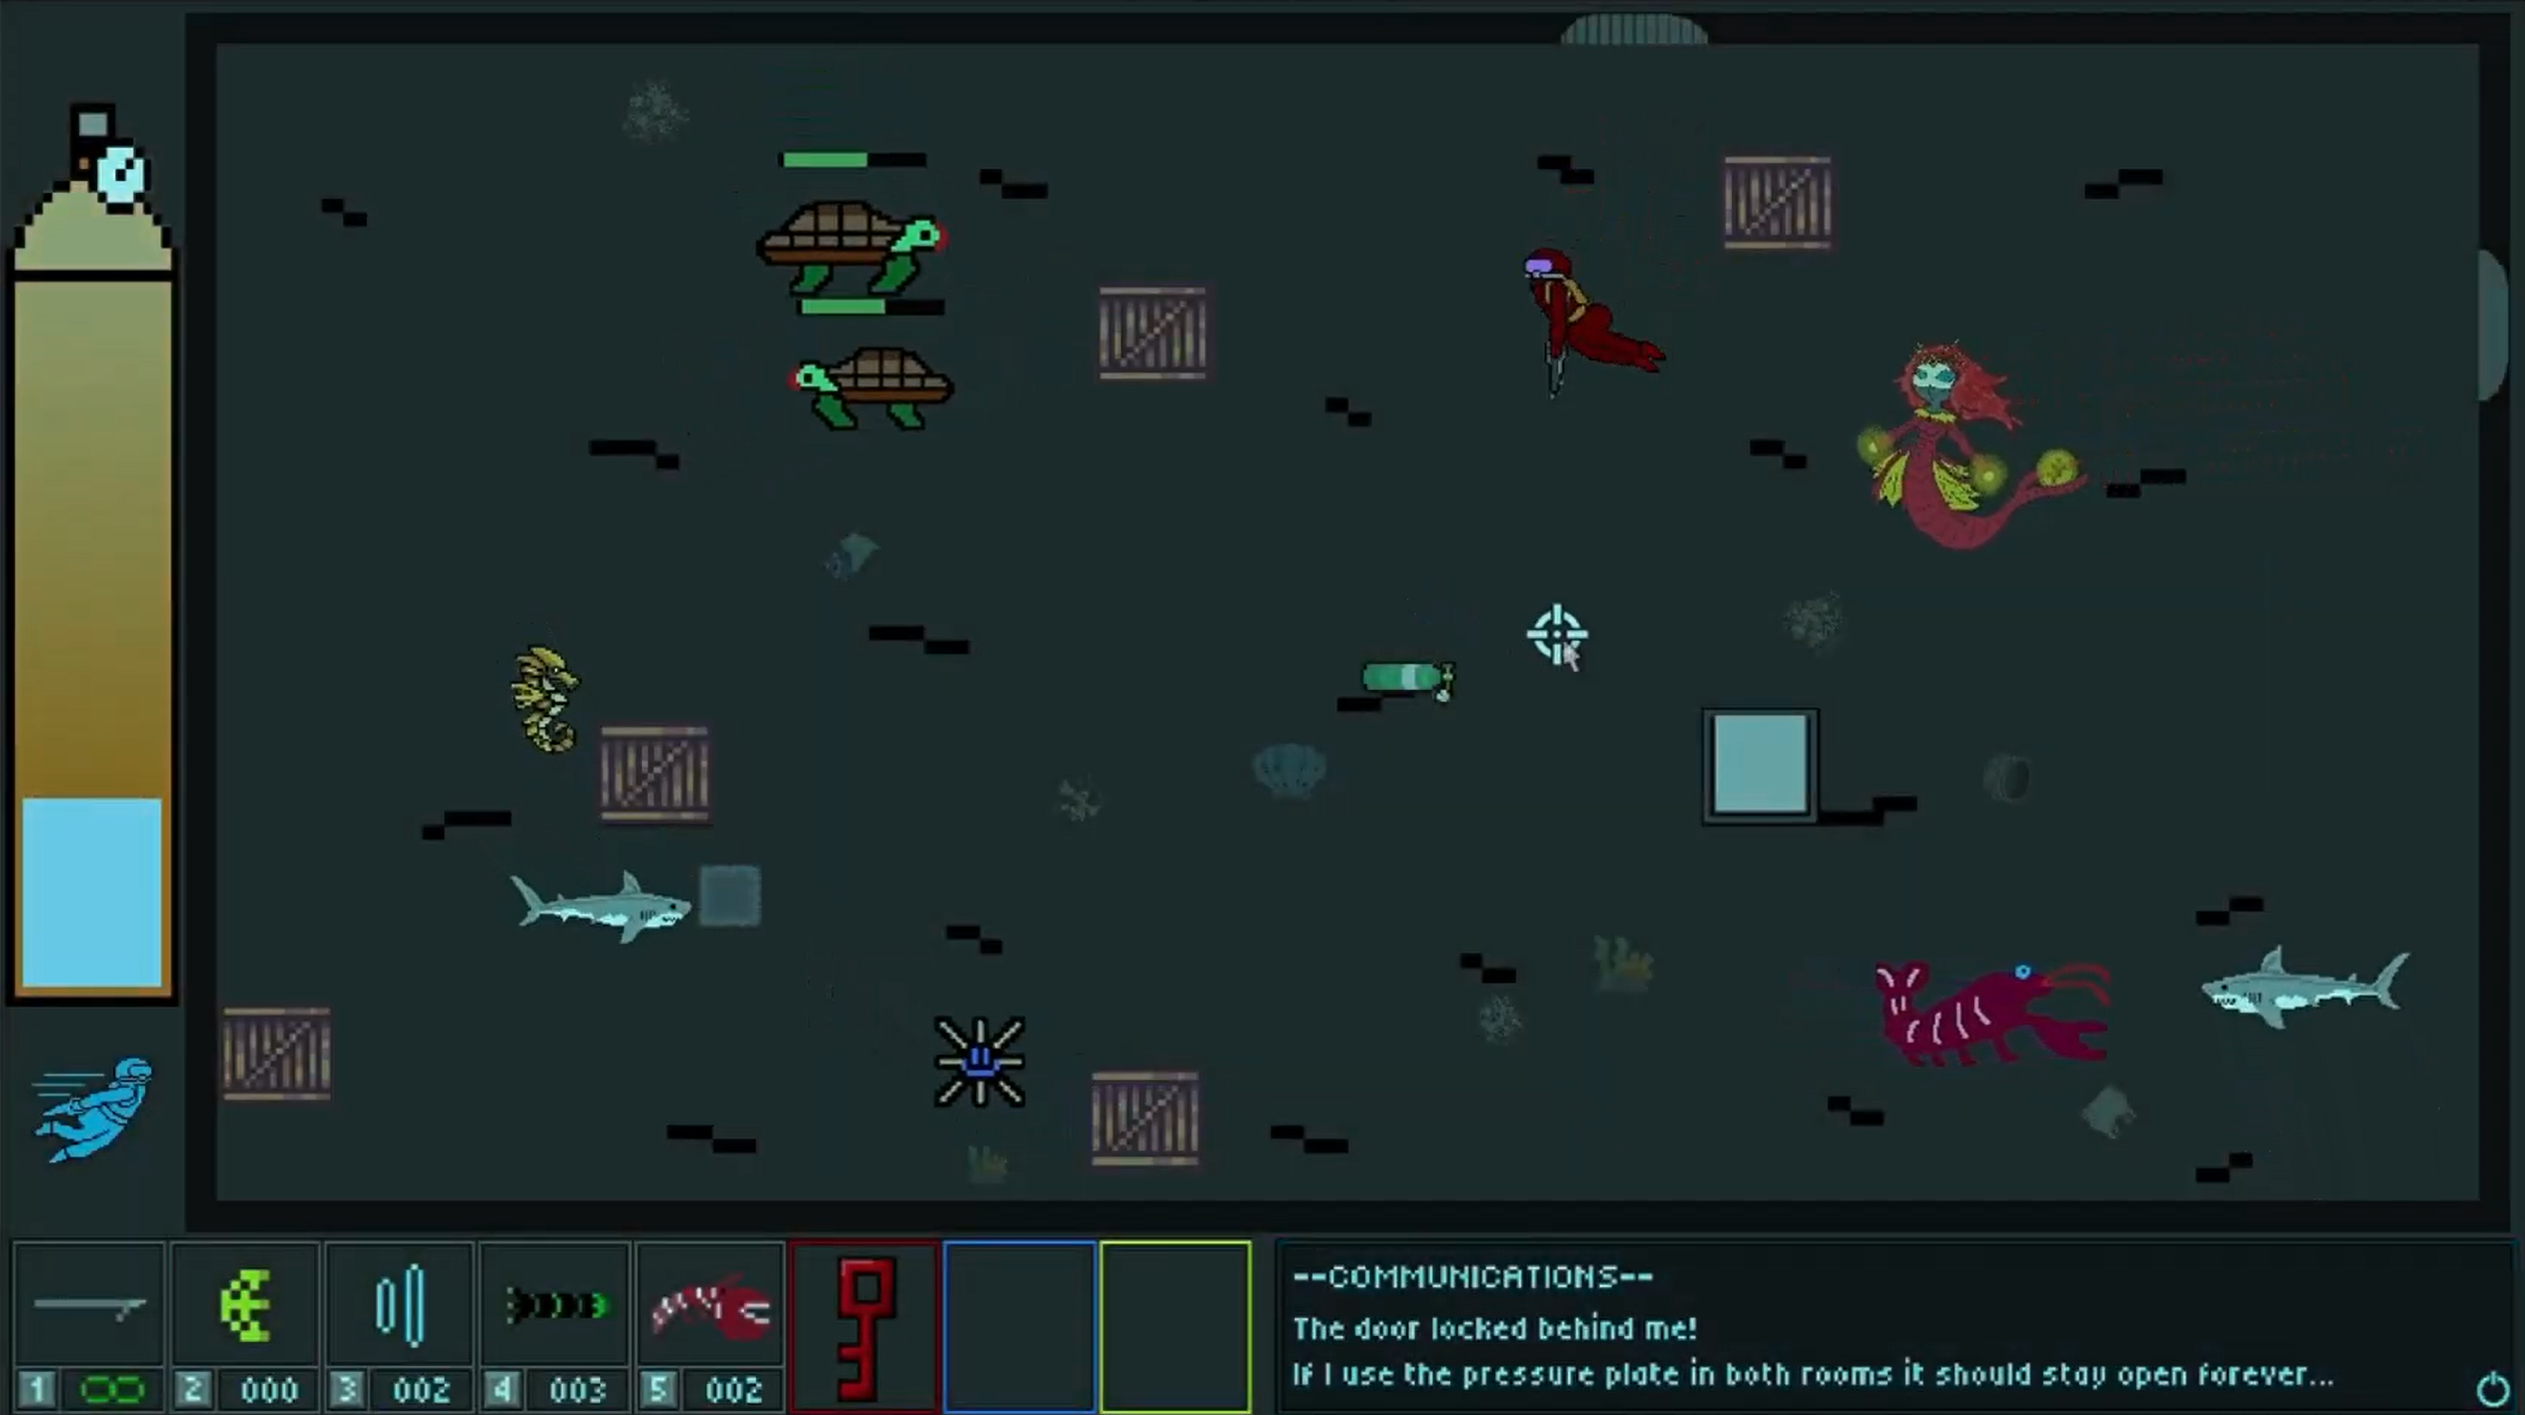 --COMMUNICATIONS--
The door locked behind me!
If I use the pressure plate in both rooms it should stay open forever...
1 2 000 3 002 4 003 5 002